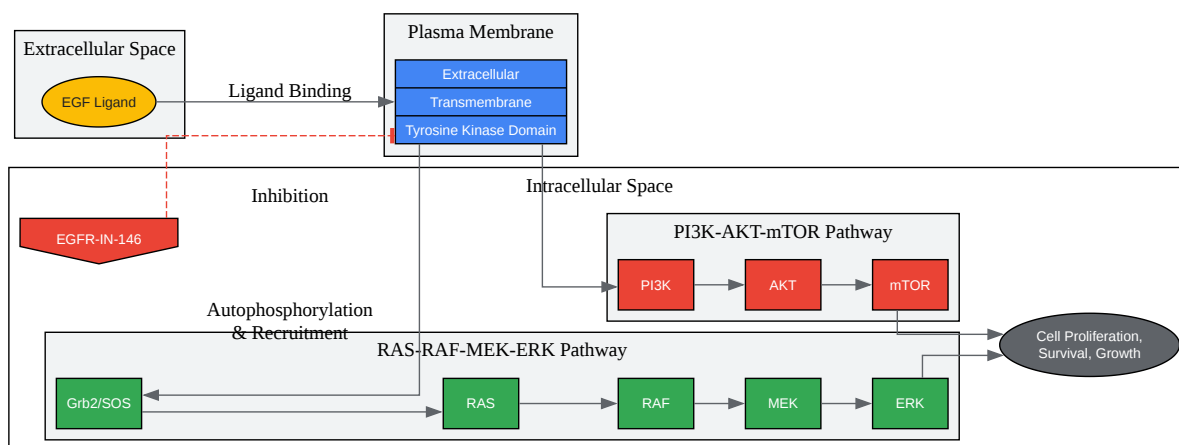 Plasma Membrane
Extracellular Space
Extracellular
EGF Ligand
Ligand Binding
Transmembrane
Tyrosine Kinase Domain
Intracellular Space
Inhibition
EGFR-IN-146
PI3K-AKT-mTOR Pathway
PI3K
AKT
mTOR
Autophosphorylation
& Recruitment
Cell Proliferation,
Survival, Growth
RAS-RAF-MEK-ERK Pathway
Grb2/SOS
RAS
RAF
MEK
ERK